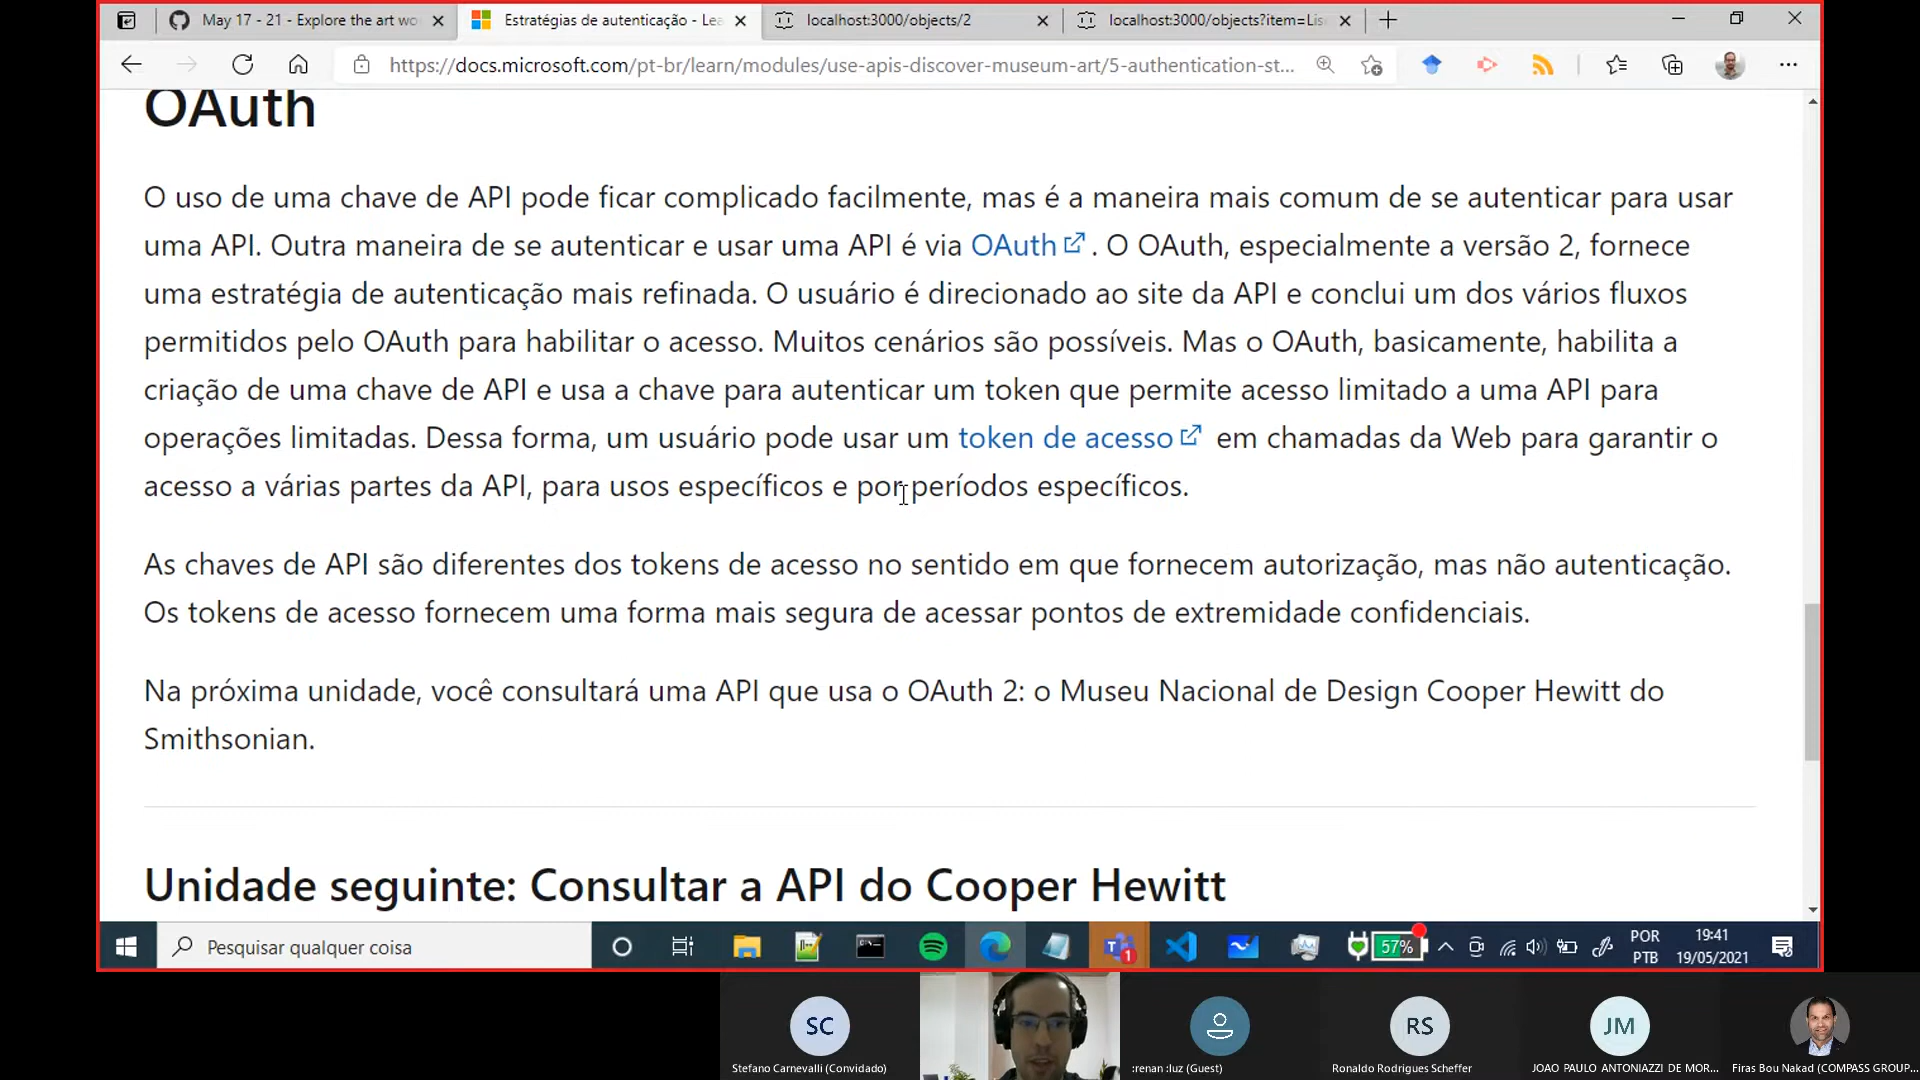 May 17 - 21 - Explore the art wo
Estratégias de autenticação - Lea
localhost:3000/objects/2
localhost:3000/objects?item=Lis
https://docs.microsoft.com/pt-br/learn/modules/use-apis-discover-museum-art/5-authentication-st...
OAuth
O uso de uma chave de API pode ficar complicado facilmente, mas é a maneira mais comum de se autenticar para usar
uma API. Outra maneira de se autenticar e usar uma API é via OAuth . O OAuth, especialmente a versão 2, fornece
uma estratégia de autenticação mais refinada. O usuário é direcionado ao site da API e conclui um dos vários fluxos
permitidos pelo OAuth para habilitar o acesso. Muitos cenários são possíveis. Mas o OAuth, basicamente, habilita a
criação de uma chave de API e usa a chave para autenticar um token que permite acesso limitado a uma API para
operações limitadas. Dessa forma, um usuário pode usar um token de acesso em chamadas da Web para garantir o
acesso a várias partes da API, para usos específicos e por períodos específicos.
As chaves de API são diferentes dos tokens de acesso no sentido em que fornecem autorização, mas não autenticação.
Os tokens de acesso fornecem uma forma mais segura de acessar pontos de extremidade confidenciais.
Na próxima unidade, você consultará uma API que usa o OAuth 2: o Museu Nacional de Design Cooper Hewitt do
Smithsonian.
Unidade seguinte: Consultar a API do Cooper Hewitt
Pesquisar qualquer coisa
1
57%
POR
PTB
19:41
19/05/2021
SC
RS
JM
Stefano Carnevalli (Convidado)
:renan :luz (Guest)
Ronaldo Rodrigues Scheffer
JOAO PAULO ANTONIAZZI DE MOR...
Firas Bou Nakad (COMPASS GROUP...